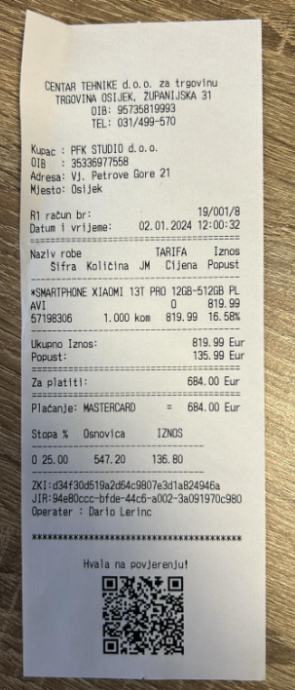 CENTAR TEHNIKE d.o.o. za trgovinu
TRGOVINA OSIJEK, ŽUPANIJSKA 31
OIB: 95735819993
TEL: 031/499-570
Kupac : PFK STUDIO d.o.o.
OIB : 35336977558
Adresa: Vj. Petrove Gore 21
Mjesto: Osijek
R1 račun br: 19/001/8
Datum i vrijeme: 02.01.2024 12:00:32
Naziv robe TARIFA Iznos
Šifra Količina JM Cijena Popust
*SMARTPHONE XIAOMI 13T PRO 12GB-512GB PL
AVI 0 819.99
57198306 1.000 kom 819.99 16.58%
Ukupno Iznos: 819.99 Eur
Popust: 135.99 Eur
Za platiti: 684.00 Eur
Plaćanje: MASTERCARD = 684.00 Eur
Stopa % Osnovica IZNOS
O 25.00 547.20 136.80
ZKI:d34f30d519a2d64c9807e3d1a824946a
JIR:94e80ccc-bfde-44c6-a002-3a091970c980
Operater : Dario Lerinc
****************************************
Hvala na povjerenju!